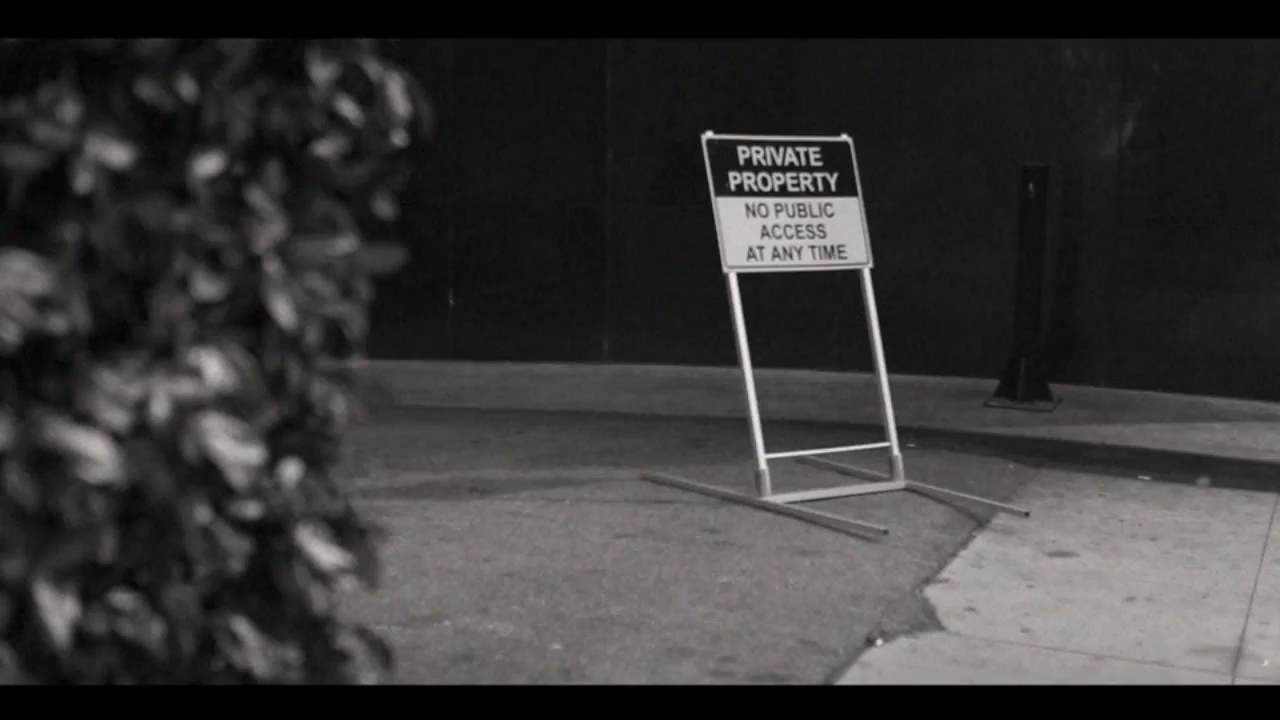 PRIVATE
PROPERTY
NO PUBLIC
ACCESS
AT ANY TIME